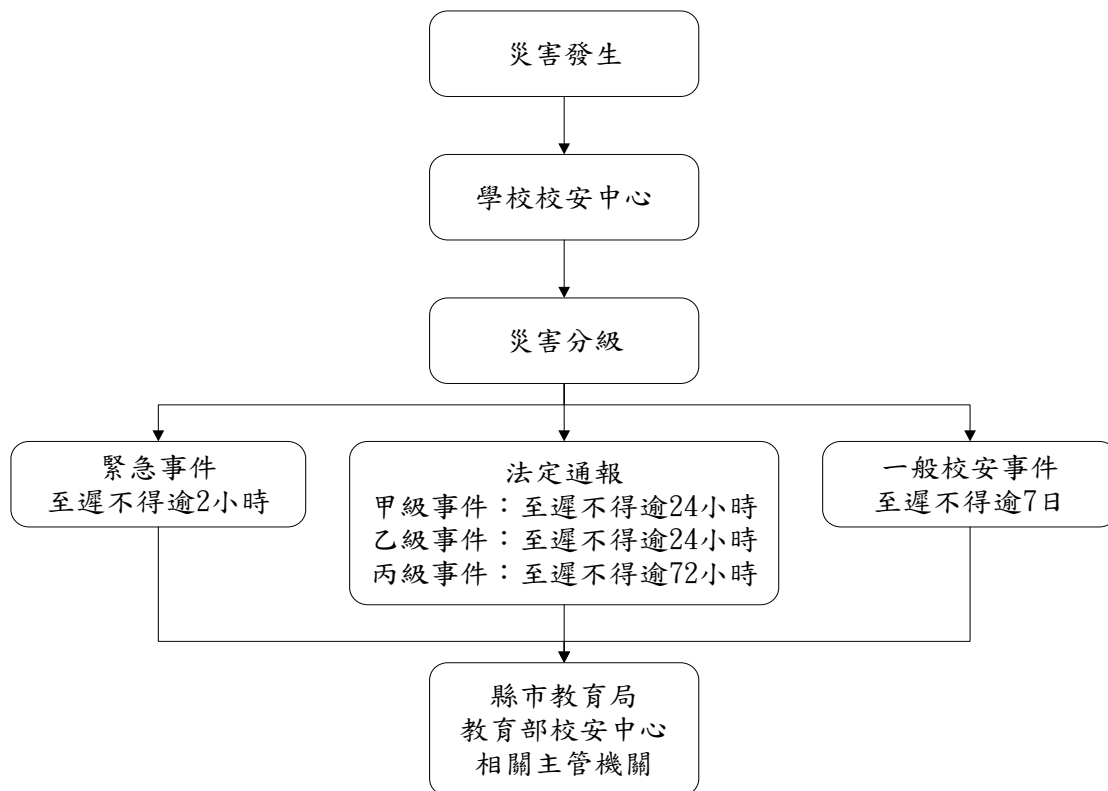 災害發生
學校校安中心
災害分級
緊急事件
至遲不得逾2小時
法定通報
甲級事件：至遲不得逾24小時
乙級事件：至遲不得逾24小時
丙級事件：至遲不得逾72小時
一般校安事件
至遲不得逾7日
縣市教育局
教育部校安中心
相關主管機關